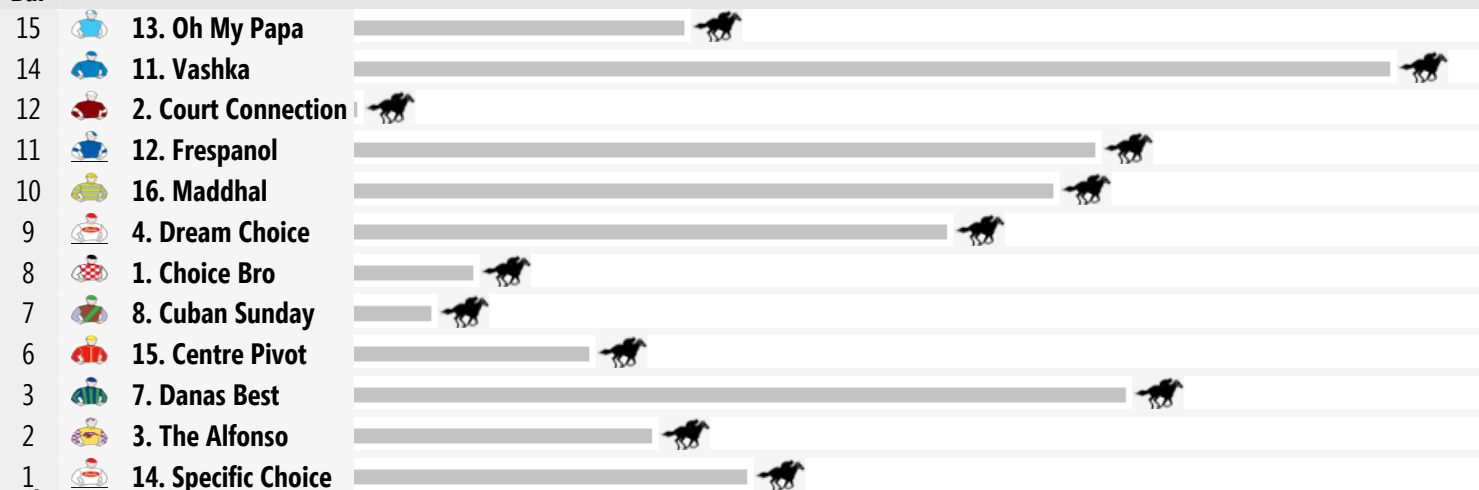 15 13. Oh My Papa
14 11. Vashka
12 2. Court Connection
11 12. Frespanol
10 16. Maddhal
9 4. Dream Choice
8 1. Choice Bro
7 8. Cuban Sunday
6 15. Centre Pivot
3 7. Danas Best
2 3. The Alfonso
1 14. Specific Choice